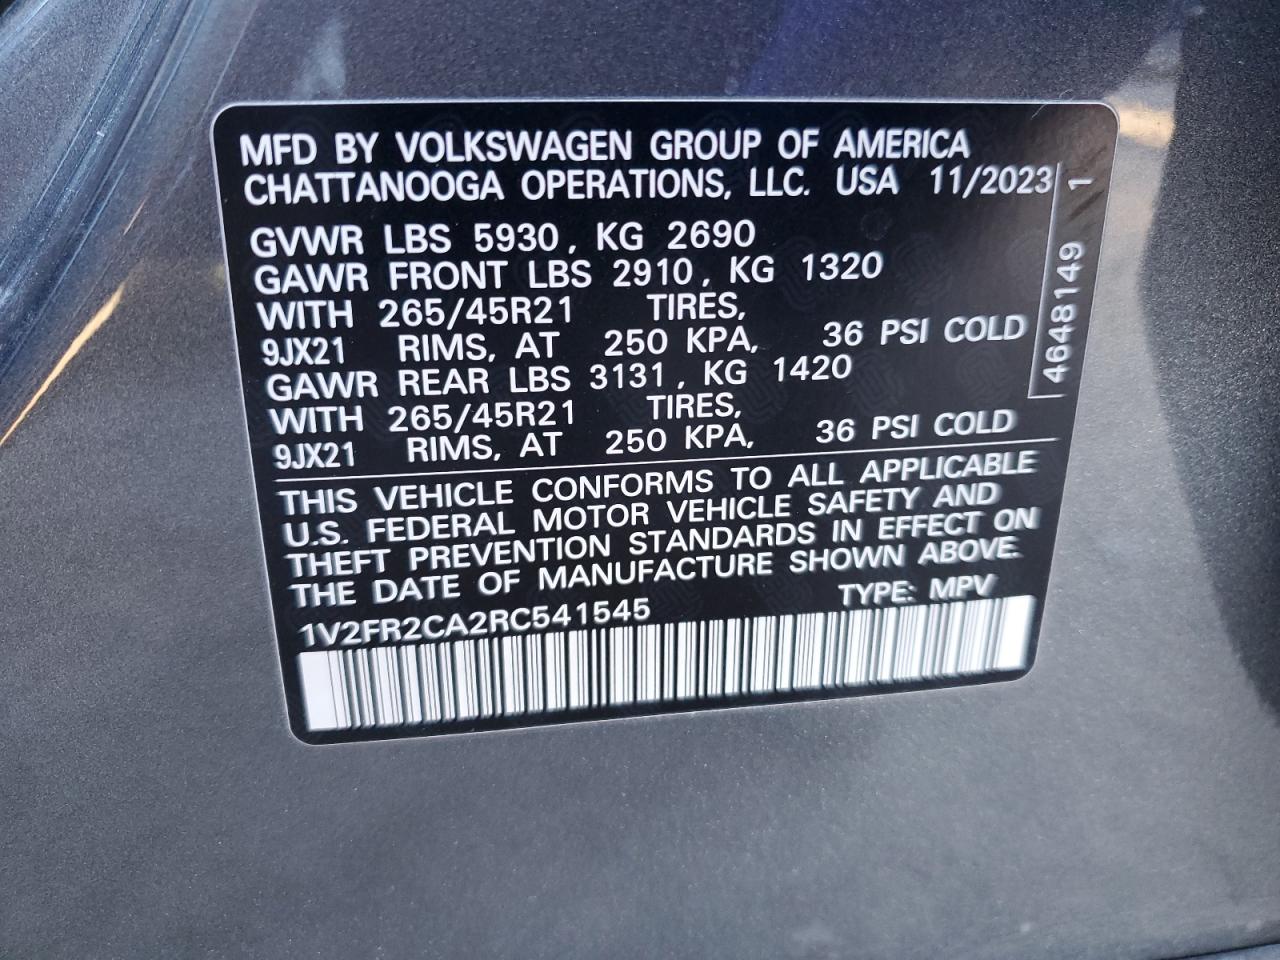 MFD BY VOLKSWAGEN GROUP OF AMERICA
CHATTANOOGA OPERATIONS, LLC. USA 11/2023
GVWR LBS 5930, KG 2690
GAWR FRONT LBS 2910, KG 1320
WITH 265/45R21 TIRES,
9JX21 RIMS, AT 250 KPA, 36 PSI COLD
GAWR REAR LBS 3131, KG 1420
WITH 265/45R21 TIRES,
9JX21 RIMS, AT 250 KPA, 36 PSI COLD
4648149 1
THIS VEHICLE CONFORMS TO ALL APPLICABLE
U.S. FEDERAL MOTOR VEHICLE SAFETY AND
THEFT PREVENTION STANDARDS IN EFFECT ON
THE DATE OF MANUFACTURE SHOWN ABOVE.
1V2FR2CA2RC541545 TYPE: MPV